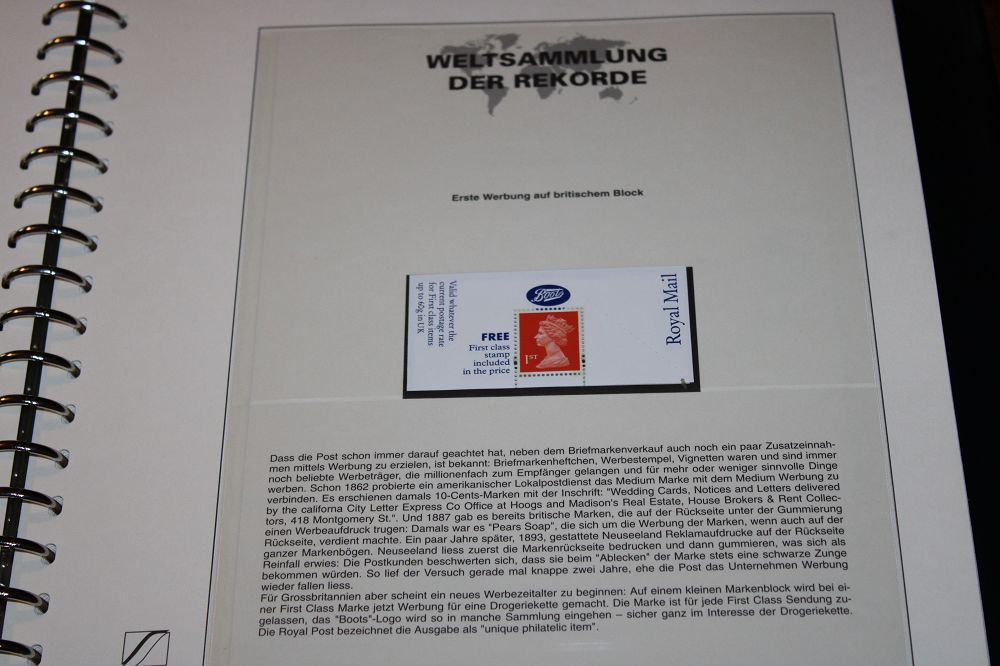 WELTSAMMLUNG
DER REKORDE
Erste Werbung auf britischem Block
Valid whatever the
current postage rate
for First class items
up to 60g in UK
FREE
First class
stamp
included
in the price
Boots
1ST
Royal Mail
Dass die Post schon immer darauf geachtet hat, neben dem Briefmarkenverkauf auch noch ein paar Zusatzeinnah-
men mittels Werbung zu erzielen, ist bekannt: Briefmarkenheftchen, Werbestempel, Vignetten waren und sind immer
noch beliebte Werbeträger, die millionenfach zum Empfänger gelangen und für mehr oder weniger sinnvolle Dinge
werben. Schon 1862 probierte ein amerikanischer Lokalpostdienst das Medium Marke mit dem Medium Werbung zu
verbinden. Es erschienen damals 10-Cents-Marken mit der Inschrift: "Wedding Cards, Notices and Letters delivered
by the californa City Letter Express Co Office at Hoogs and Madison's Real Estate, House Brokers & Rent Collec-
tors, 418 Montgomery St.". Und 1887 gab es bereits britische Marken, die auf der Rückseite unter der Gummierung
einen Werbeaufdruck trugen: Damals war es "Pears Soap", die sich um die Werbung der Marken, wenn auch auf der
Rückseite, verdient machte. Ein paar Jahre später, 1893, gestattete Neuseeland Reklamaufdrucke auf der Rückseite
ganzer Markenbögen. Neuseeland liess zuerst die Markenrückseite bedrucken und dann gummieren, was sich als
Reinfall erwies: Die Postkunden beschwerten sich, dass sie beim "Ablecken" der Marke stets eine schwarze Zunge
bekommen würden. So lief der Versuch gerade mal knappe zwei Jahre, ehe die Post das Unternehmen Werbung
wieder fallen liess.
Für Grossbritannien aber scheint ein neues Werbezeitalter zu beginnen: Auf einem kleinen Markenblock wird bei ei-
ner First Class Marke jetzt Werbung für eine Drogeriekette gemacht. Die Marke ist für jede First Class Sendung zu-
gelassen, das "Boots"-Logo wird so in manche Sammlung eingehen – sicher ganz im Interesse der Drogeriekette.
Die Royal Post bezeichnet die Ausgabe als "unique philatelic item".